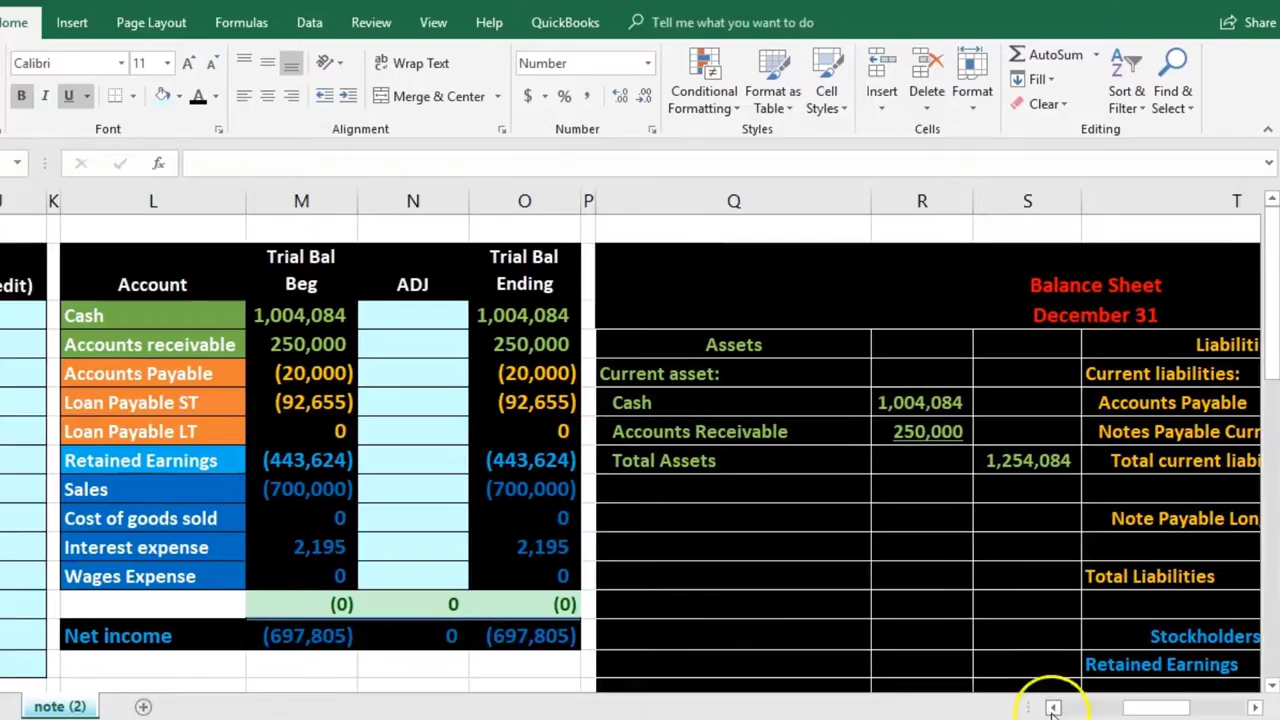 ome Insert Page Layout Formulas Data Review View Help QuickBooks Tell me what you want to do Share
Calibri 11 A A Wrap Text Number AutoSum
B I U A Merge & Center $ % , Conditional Formatting Format as Table Cell Styles Insert Delete Format Fill Clear Sort & Filter Find & Select
Font Alignment Number Styles Cells Editing
fx
J K L M N O P Q R S T
edit) Account Trial Bal Beg ADJ Trial Bal Ending Balance Sheet
December 31
Cash 1,004,084 1,004,084
Accounts receivable 250,000 250,000 Assets Liabiliti
Accounts Payable (20,000) (20,000) Current asset: Current liabilities:
Loan Payable ST (92,655) (92,655) Cash 1,004,084 Accounts Payable
Loan Payable LT 0 0 Accounts Receivable 250,000 Notes Payable Curr
Retained Earnings (443,624) (443,624) Total Assets 1,254,084 Total current liabi
Sales (700,000) (700,000)
Cost of goods sold 0 0 Note Payable Lon
Interest expense 2,195 2,195
Wages Expense 0 0 Total Liabilities
(0) 0 (0)
Net income (697,805) 0 (697,805) Stockholders
Retained Earnings
note (2)